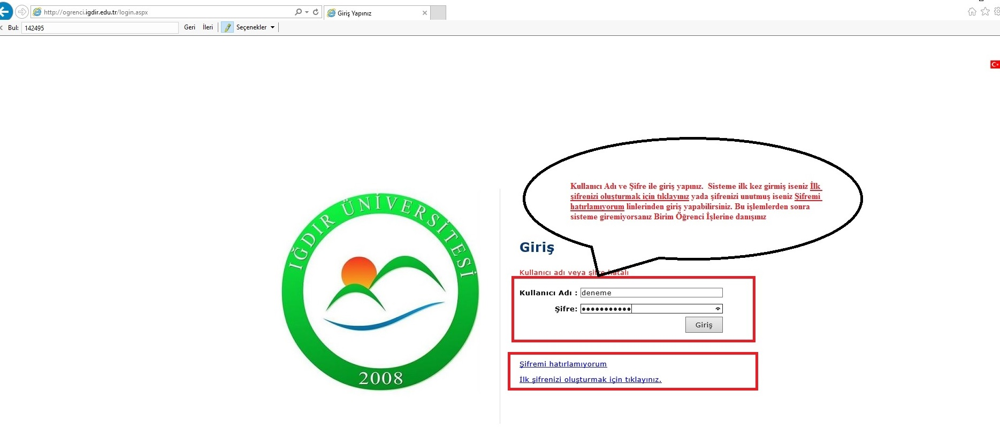 http://ogrenci.igdir.edu.tr/login.aspx
Giriş Yapınız
Bul: 142495 Geri İleri Seçenekler
Kullanıcı Adı ve Şifre ile giriş yapınız. Sisteme ilk kez girmiş iseniz İlk
şifrenizi oluşturmak için tıklayınız yada şifrenizi unutmuş iseniz Şifremi
hatırlamıyorum linlerinden giriş yapabilirsiniz. Bu işlemlerden sonra
sisteme giremiyorsanız Birim Öğrenci İşlerine danışınız
IĞDIR ÜNİVERSİTESİ
2008
Giriş
Kullanıcı adı veya şifre hatalı
Kullanıcı Adı : deneme
Şifre: ●●●●●●●●●●●
Giriş
Şifremi hatırlamıyorum
İlk şifrenizi oluşturmak için tıklayınız.